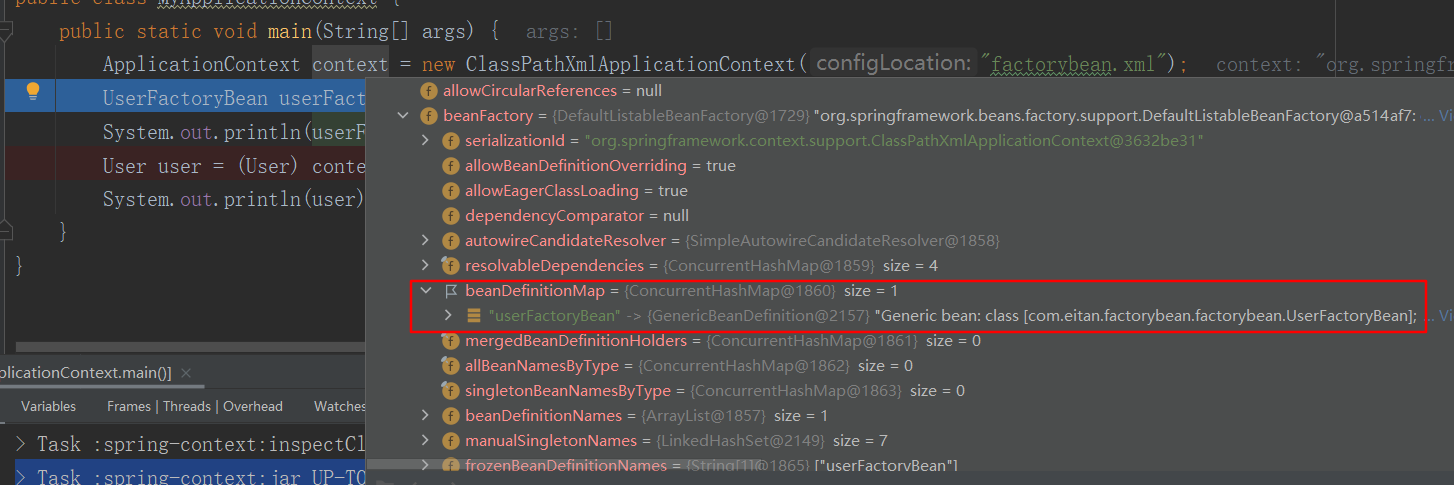 public class MyApplicationContext {
public static void main(String[] args) { args: []
ApplicationContext context = new ClassPathXmlApplicationContext( configLocation: "factorybean.xml"); context: "org.springfr
UserFactoryBean userFact
System.out.println(userF
User user = (User) conte
System.out.println(user)
}
}
allowCircularReferences = null
beanFactory = {DefaultListableBeanFactory@1729} "org.springframework.beans.factory.support.DefaultListableBeanFactory@a514af7: ... Vi
serializationId = "org.springframework.context.support.ClassPathXmlApplicationContext@3632be31"
allowBeanDefinitionOverriding = true
allowEagerClassLoading = true
dependencyComparator = null
autowireCandidateResolver = {SimpleAutowireCandidateResolver@1858}
resolvableDependencies = {ConcurrentHashMap@1859} size = 4
beanDefinitionMap = {ConcurrentHashMap@1860} size = 1
"userFactoryBean" -> {GenericBeanDefinition@2157} "Generic bean: class [com.eitan.factorybean.factorybean.UserFactoryBean]; ... Vi
mergedBeanDefinitionHolders = {ConcurrentHashMap@1861} size = 0
allBeanNamesByType = {ConcurrentHashMap@1862} size = 0
singletonBeanNamesByType = {ConcurrentHashMap@1863} size = 0
beanDefinitionNames = {ArrayList@1857} size = 1
manualSingletonNames = {LinkedHashSet@2149} size = 7
frozenBeanDefinitionNames = {String[1]@1865} ["userFactoryBean"]
plicationContext.main()] ×
Variables Frames | Threads | Overhead Watches
> Task :spring-context:inspectCl
> Task :spring-context:jar UP-TO